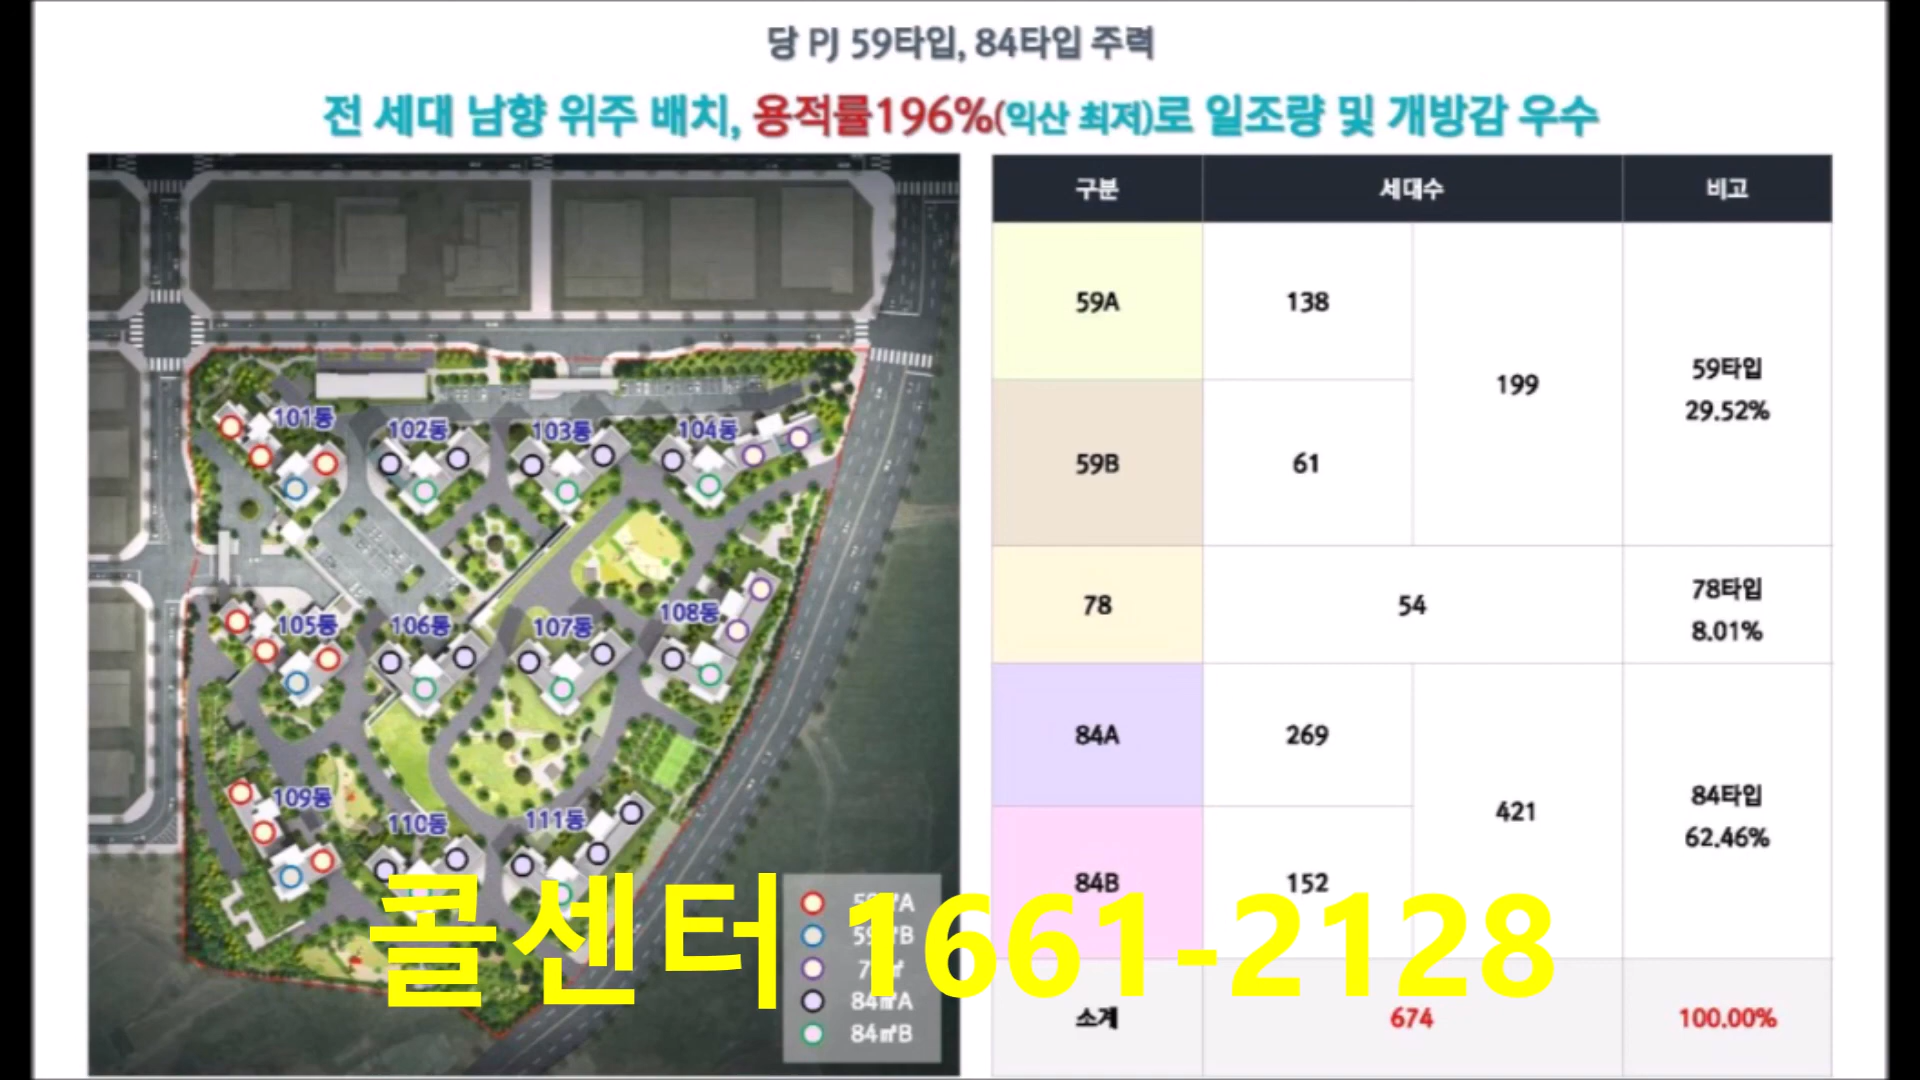 당 PJ 59타입, 84타입 주력
전 세대 남향 위주 배치, 용적률196%(익산 최저)로 일조량 및 개방감 우수
101동
102동
103동
104동
105동
106동
107동
108동
109동
110동
111동
84㎡A
84㎡B
구분 세대수 비고
59A 138 199 59타입 29.52%
59B 61
78 54 78타입 8.01%
84A 269 421 84타입 62.46%
84B 152
소계 674 100.00%
콜센터 1661-2128